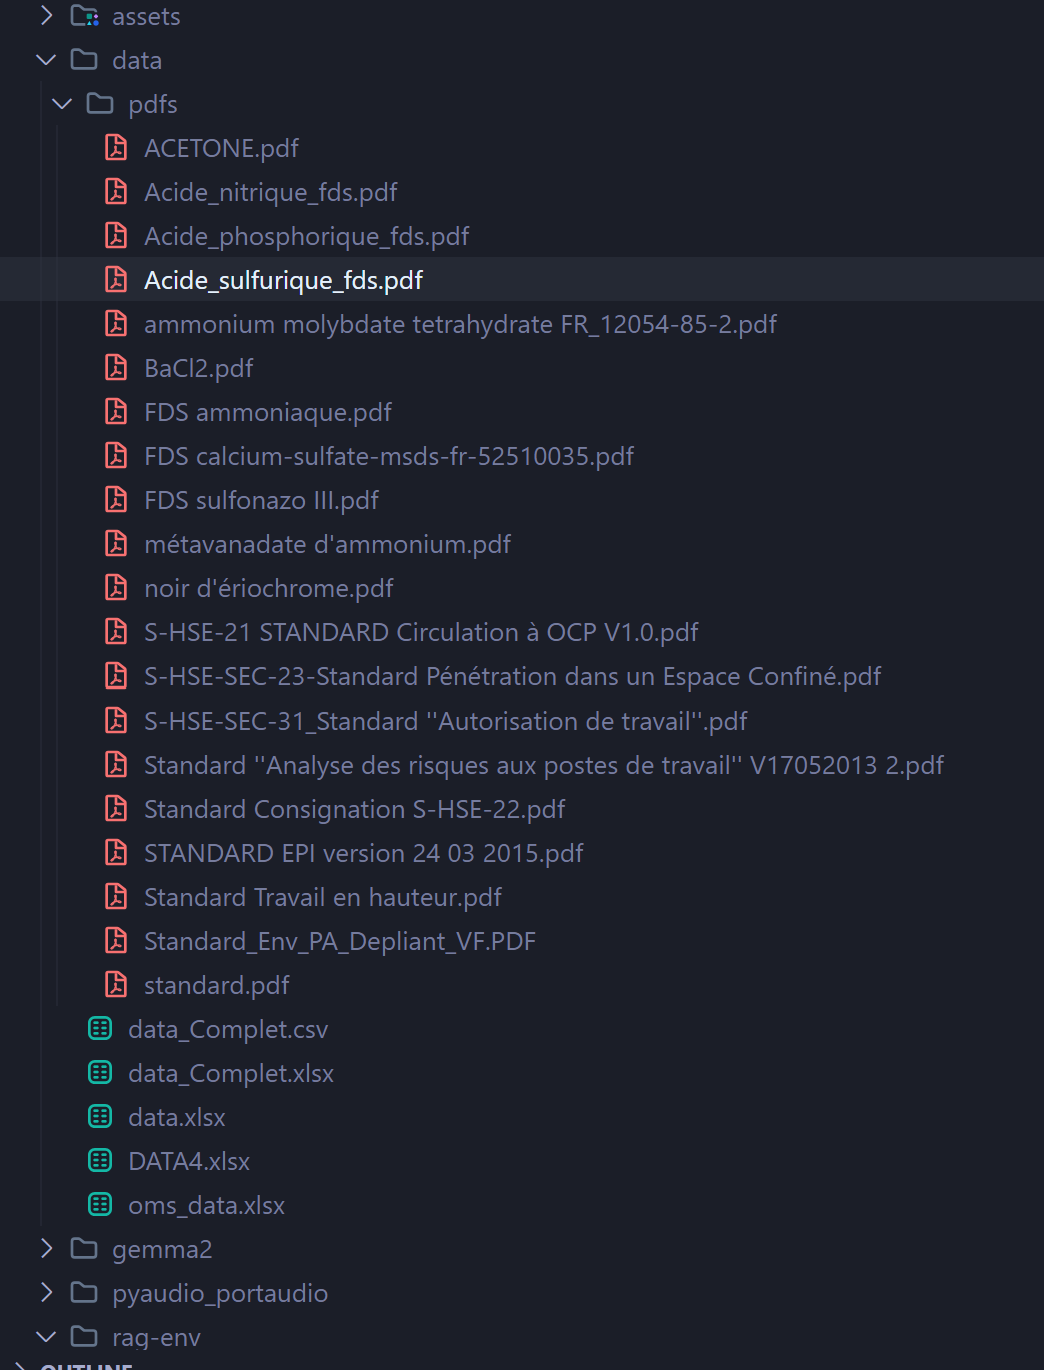 assets
data
pdfs
ACETONE.pdf
Acide_nitrique_fds.pdf
Acide_phosphorique_fds.pdf
Acide_sulfurique_fds.pdf
ammonium molybdate tetrahydrate FR_12054-85-2.pdf
BaCl2.pdf
FDS ammoniaque.pdf
FDS calcium-sulfate-msds-fr-52510035.pdf
FDS sulfonazo III.pdf
métavanadate d'ammonium.pdf
noir d'ériochrome.pdf
S-HSE-21 STANDARD Circulation à OCP V1.0.pdf
S-HSE-SEC-23-Standard Pénétration dans un Espace Confiné.pdf
S-HSE-SEC-31_Standard ''Autorisation de travail''.pdf
Standard ''Analyse des risques aux postes de travail'' V17052013 2.pdf
Standard Consignation S-HSE-22.pdf
STANDARD EPI version 24 03 2015.pdf
Standard Travail en hauteur.pdf
Standard_Env_PA_Depliant_VF.PDF
standard.pdf
data_Complet.csv
data_Complet.xlsx
data.xlsx
DATA4.xlsx
oms_data.xlsx
gemma2
pyaudio_portaudio
rag-env
OUTLINE